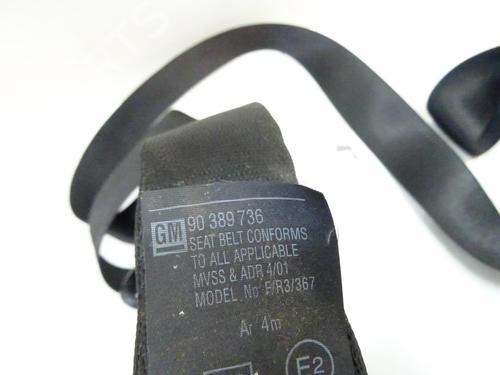 GM 90 389 736
SEAT BELT CONFORMS
TO ALL APPLICABLE
MVSS & ADR 4/01
MODEL. No F/R3/367
Ar 4m
E2